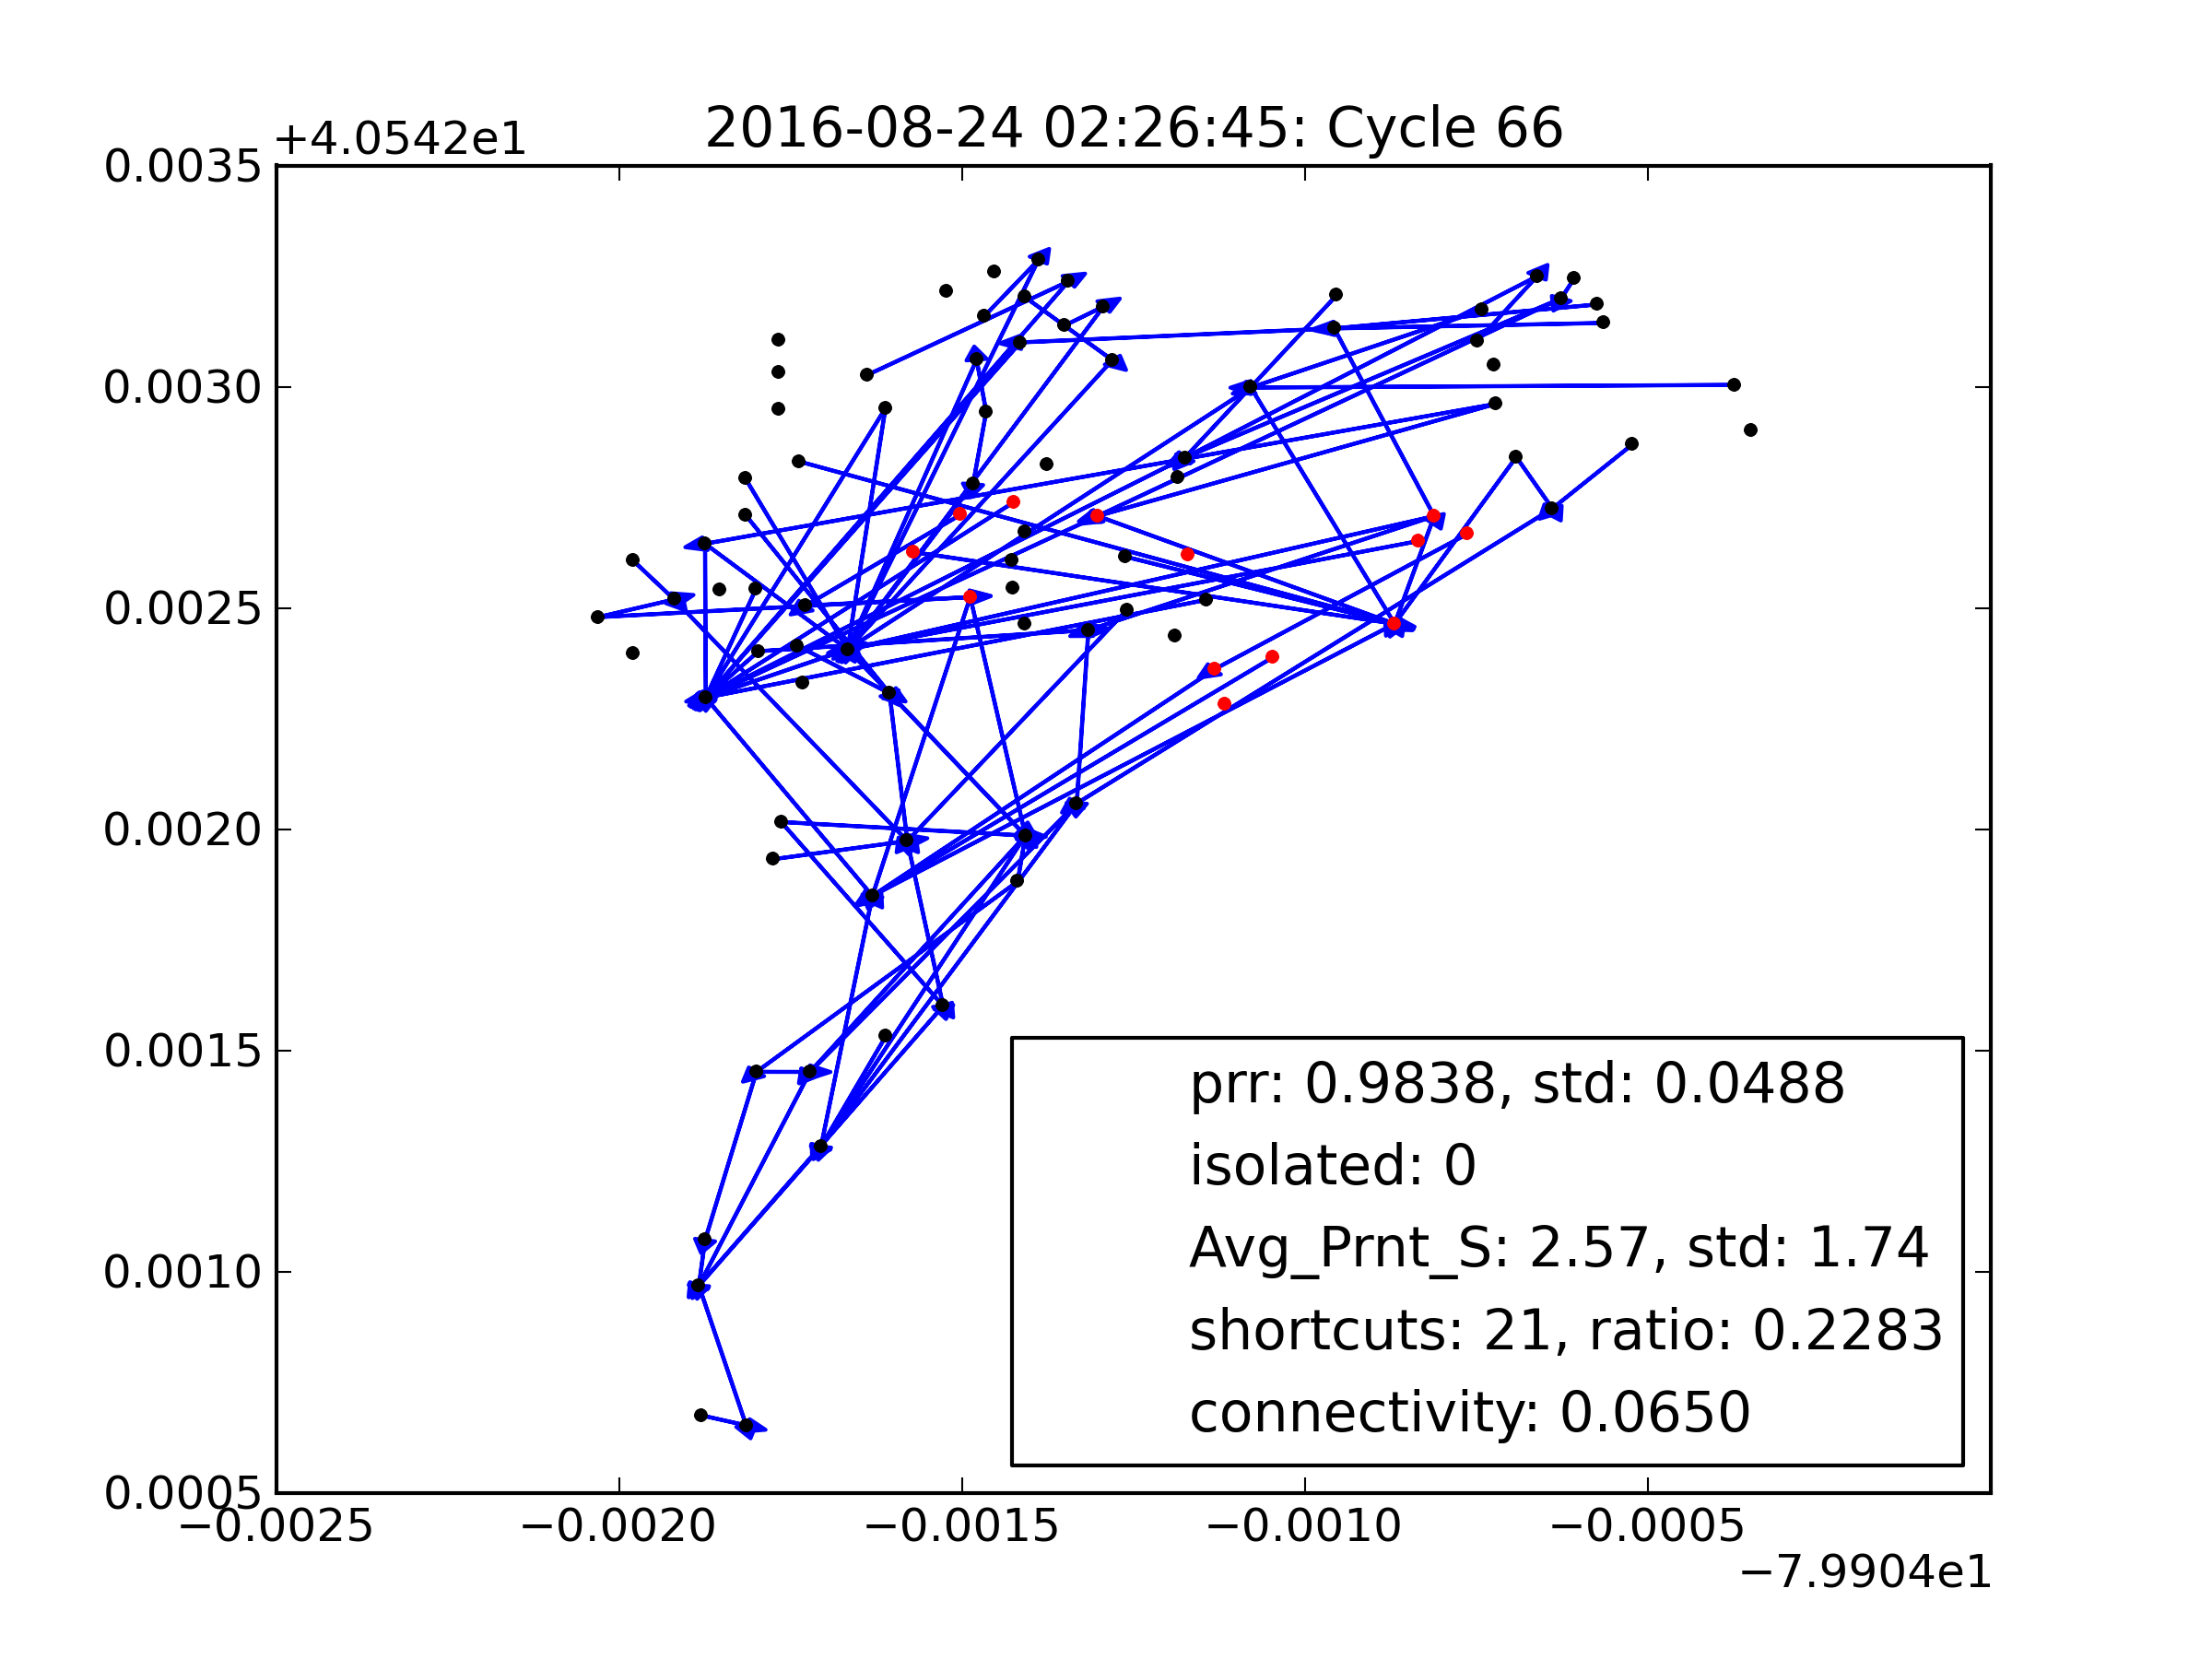 2016-08-24 02:26:45: Cycle 66
+4.0542e1
0.0035
0.0030
0.0025
0.0020
0.0015
0.0010
0.0005
−0.0025 −0.0020 −0.0015 −0.0010 −0.0005
−7.9904e1
prr: 0.9838, std: 0.0488
isolated: 0
Avg_Prnt_S: 2.57, std: 1.74
shortcuts: 21, ratio: 0.2283
connectivity: 0.0650